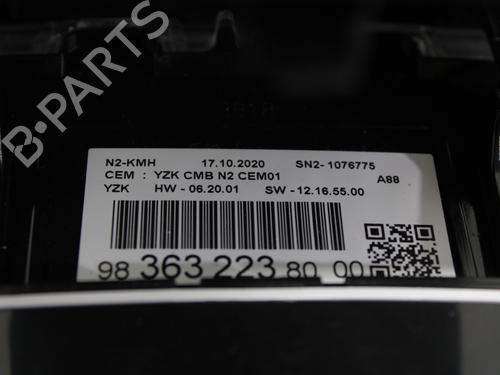 B-PARTS
N2-KMH 17.10.2020 SN2- 1076775
CEM : YZK CMB N2 CEM01 A88
YZK HW - 06.20.01 SW - 12.16.55.00
98 363 223 80 00